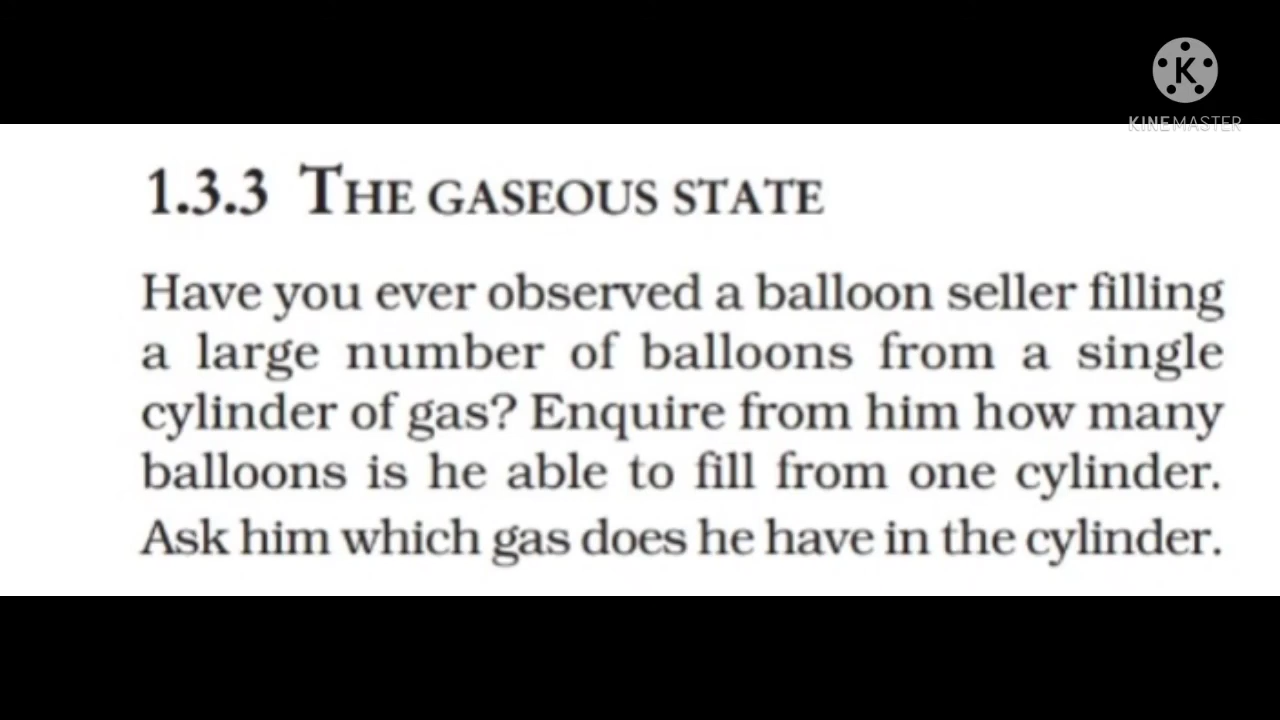 K
KINEMASTER
1.3.3 THE GASEOUS STATE
Have you ever observed a balloon seller filling
a large number of balloons from a single
cylinder of gas? Enquire from him how many
balloons is he able to fill from one cylinder.
Ask him which gas does he have in the cylinder.